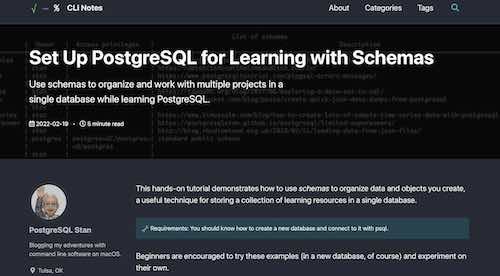 √ — % CLI Notes
About Categories Tags
Set Up PostgreSQL for Learning with Schemas
Use schemas to organize and work with multiple projects in a
single database while learning PostgreSQL.
2022-02-19 • 5 minute read
PostgreSQL Stan
Blogging my adventures with
command line software on macOS.
Tulsa, OK
This hands-on tutorial demonstrates how to use schemas to organize data and objects you create,
a useful technique for storing a collection of learning resources in a single database.
Requirements: You should know how to create a new database and connect to it with psql.
Beginners are encouraged to try these examples (in a new database, of course) and experiment on
their own.